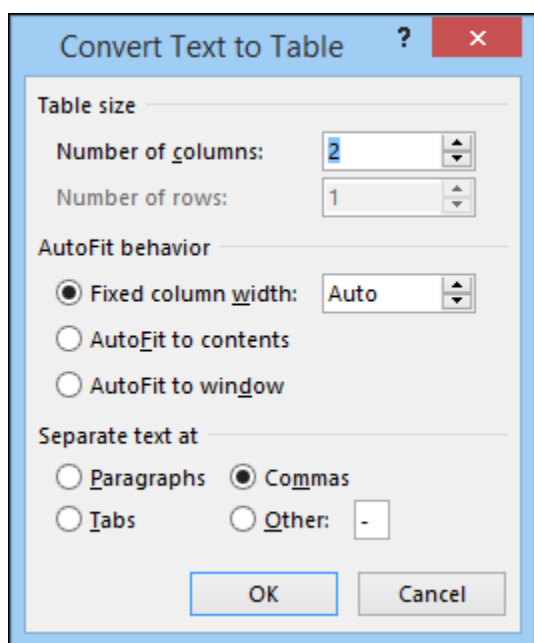 Convert Text to Table ?
Table size
Number of columns: 2
Number of rows: 1
AutoFit behavior
Fixed column width: Auto
AutoFit to contents
AutoFit to window
Separate text at
Paragraphs Commas
Tabs Other: -
OK Cancel